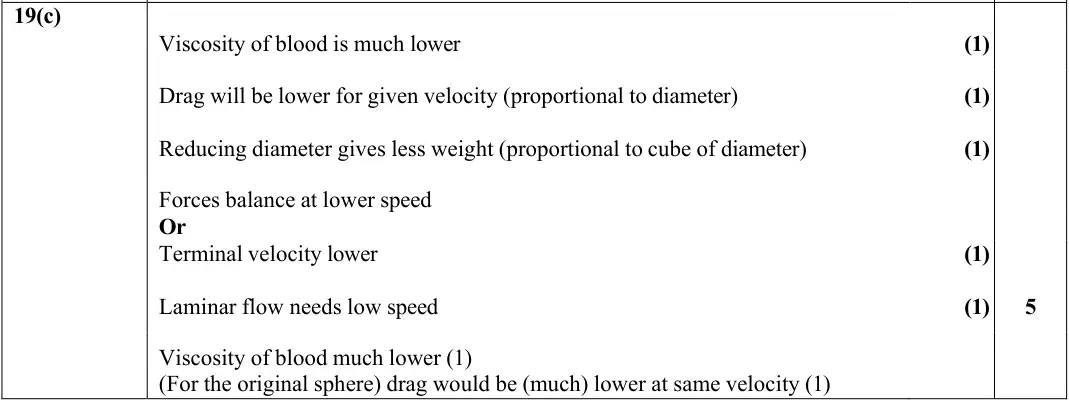 19(c)
Viscosity of blood is much lower (1)
Drag will be lower for given velocity (proportional to diameter) (1)
Reducing diameter gives less weight (proportional to cube of diameter) (1)
Forces balance at lower speed
Or
Terminal velocity lower (1)
Laminar flow needs low speed (1) 5
Viscosity of blood much lower (1)
(For the original sphere) drag would be (much) lower at same velocity (1)